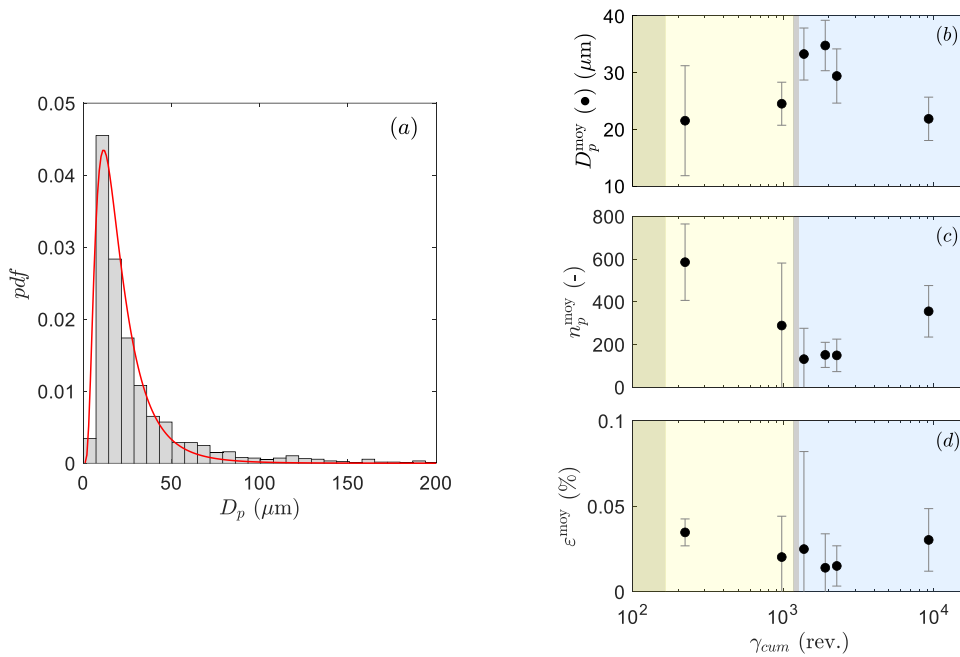 (a)
0.05
0.04
0.03
0.02
0.01
0
pdf
0 50 100 150 200
D_p (μm)
(b)
40
30
20
10
D_p^moy (●) (μm)
(c)
800
600
400
200
0
n_p^moy (-)
(d)
0.1
0.05
0
ε^moy (%)
10^2 10^3 10^4
γ_cum (rev.)